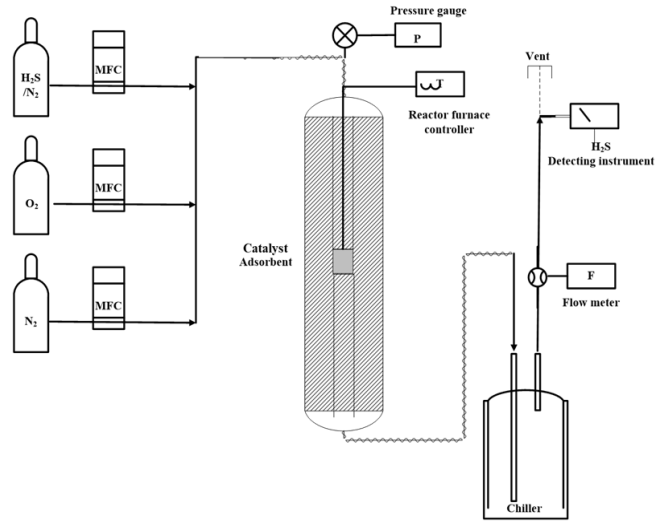 Pressure gauge
P
H₂S
/N₂
MFC
T
Reactor furnace
controller
Vent
H₂S
Detecting instrument
O₂
MFC
Catalyst
Adsorbent
F
Flow meter
N₂
MFC
Chiller